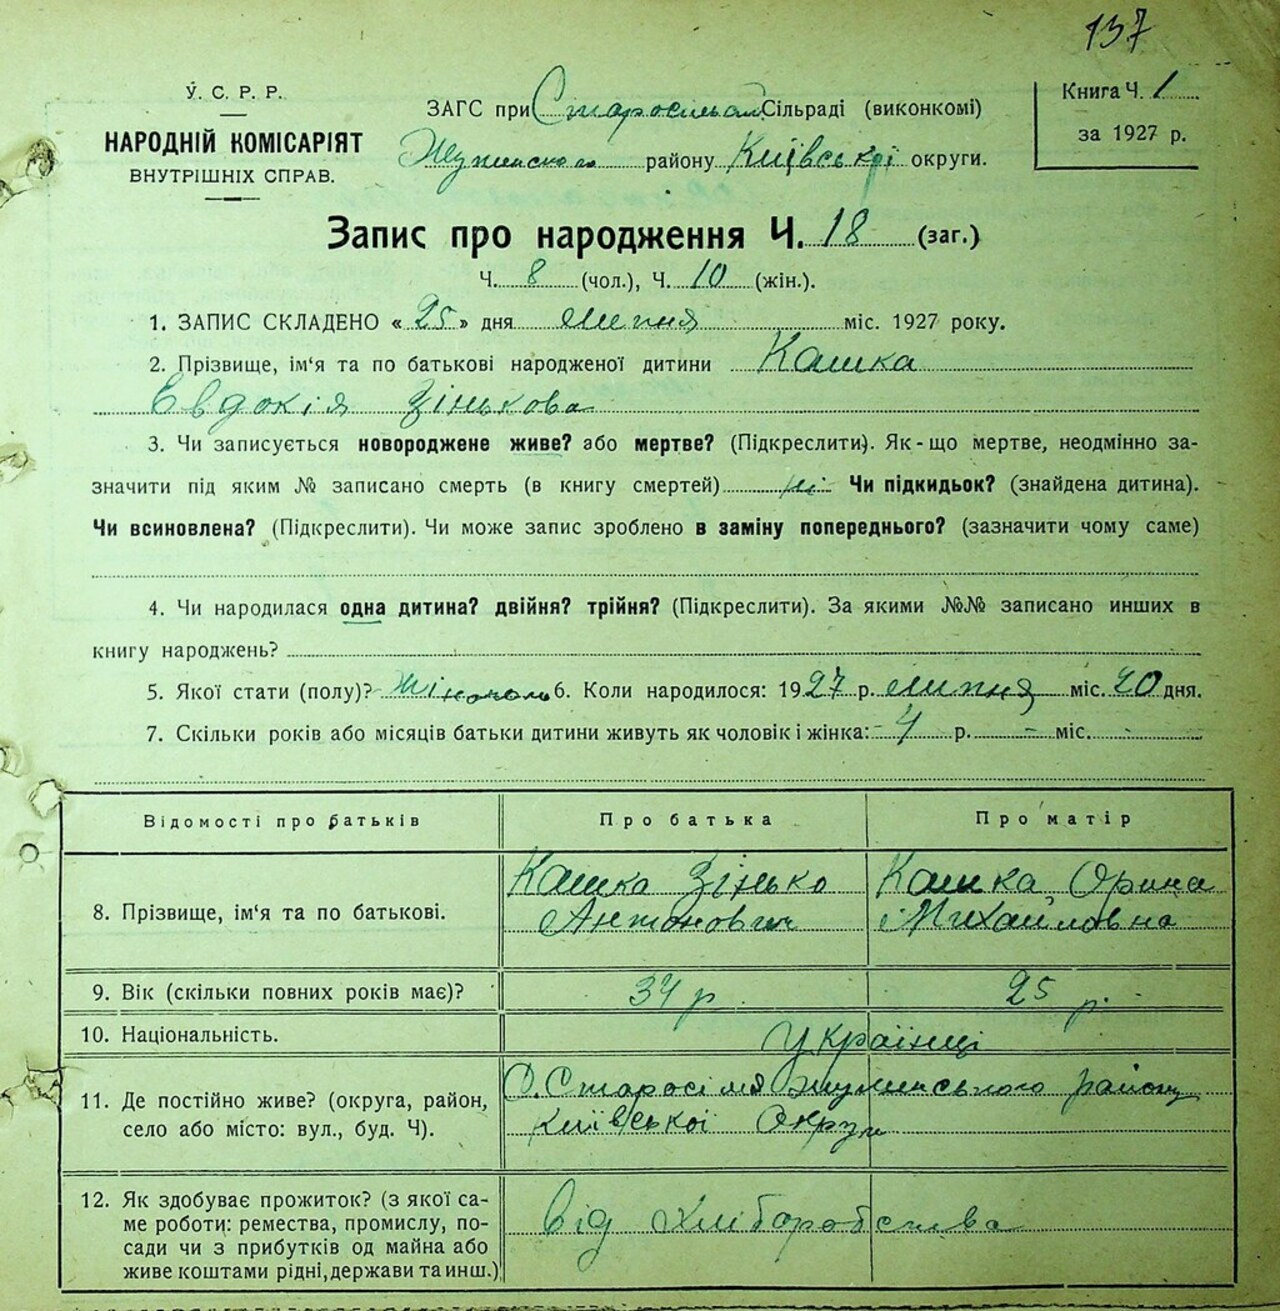 137
У. С. Р. Р.
НАРОДНІЙ КОМІСАРІЯТ
ВНУТРІШНІХ СПРАВ.
ЗАГС при Старосільській Сільраді (виконкомі)
району Київської округи.
Книга Ч. 1
за 1927 р.
Запис про народження Ч. 18 (заг.)
Ч. 8 (чол.), Ч. 10 (жін.).
1. ЗАПИС СКЛАДЕНО «25» дня липня міс. 1927 року.
2. Прізвище, ім'я та по батькові народженої дитини Кашка
Евдокія Зінькова
3. Чи записується новороджене живе? або мертве? (Підкреслити). Як-що мертве, неодмінно за-
значити під яким № записано смерть (в книгу смертей) ні Чи підкидьок? (знайдена дитина).
Чи всиновлена? (Підкреслити). Чи може запис зроблено в заміну попереднього? (зазначити чому саме)
4. Чи народилася одна дитина? двійня? трійня? (Підкреслити). За якими №№ записано инших в
книгу народжень?
5. Якої стати (полу)? 6. Коли народилось: 1927 р. липня міс. 20 дня.
7. Скільки років або місяців батьки дитини живуть як чоловік і жінка: - 4 р. - міс. -
Відомості про батьків Про батька Про матір
8. Прізвище, ім'я та по батькові. Кашка Зінько Антонович Кашка Орина Михайловна
9. Вік (скільки повних років має)? 34 р. 25 р.
10. Національність. Українці
11. Де постійно живе? (округа, район, село або місто: вул., буд. Ч). С. Старосілля району Київської Округи
12. Як здобуває прожиток? (з якої са-
ме роботи: ремества, промислу, по-
сади чи з прибутків од майна або
живе коштами рідні, держави та инш.) Від хліборобства